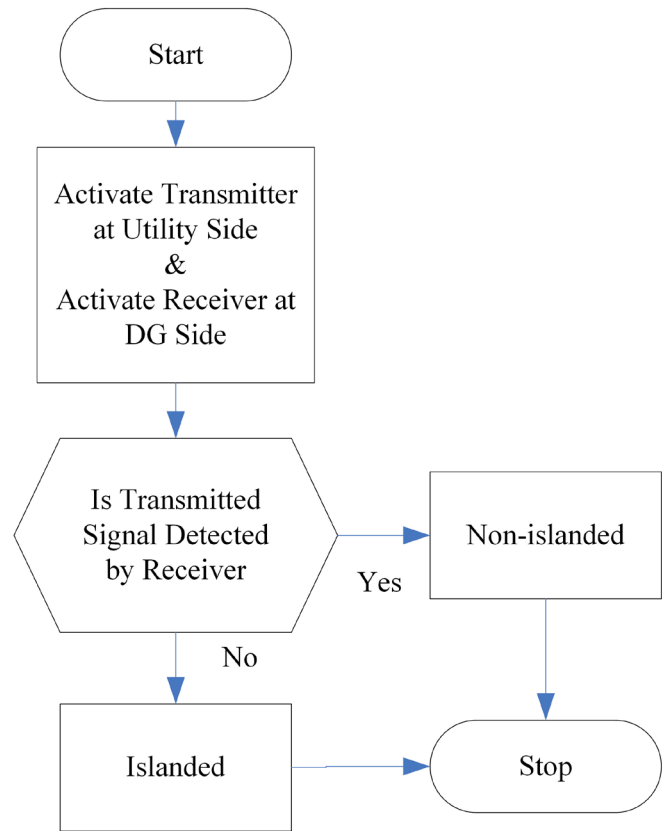 Start
Activate Transmitter
at Utility Side
&
Activate Receiver at
DG Side
Is Transmitted
Signal Detected
by Receiver
Yes
Non-islanded
No
Islanded
Stop